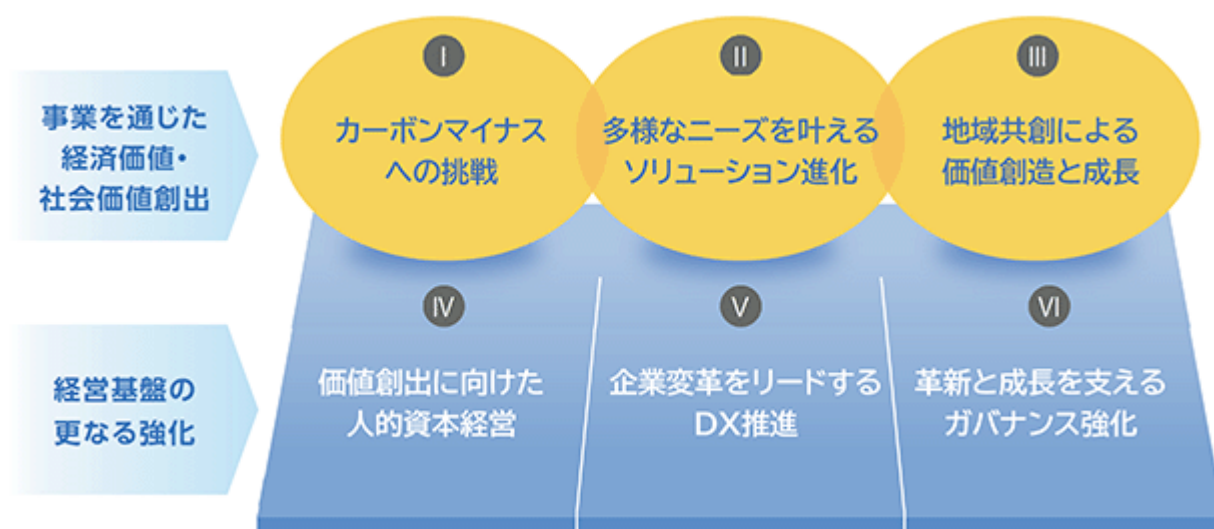 事業を通じた
経済価値・
社会価値創出
Ⅰ
カーボンマイナス
への挑戦
Ⅱ
多様なニーズを叶える
ソリューション進化
Ⅲ
地域共創による
価値創造と成長
経営基盤の
更なる強化
Ⅳ
価値創出に向けた
人的資本経営
Ⅴ
企業変革をリードする
DX推進
Ⅵ
革新と成長を支える
ガバナンス強化